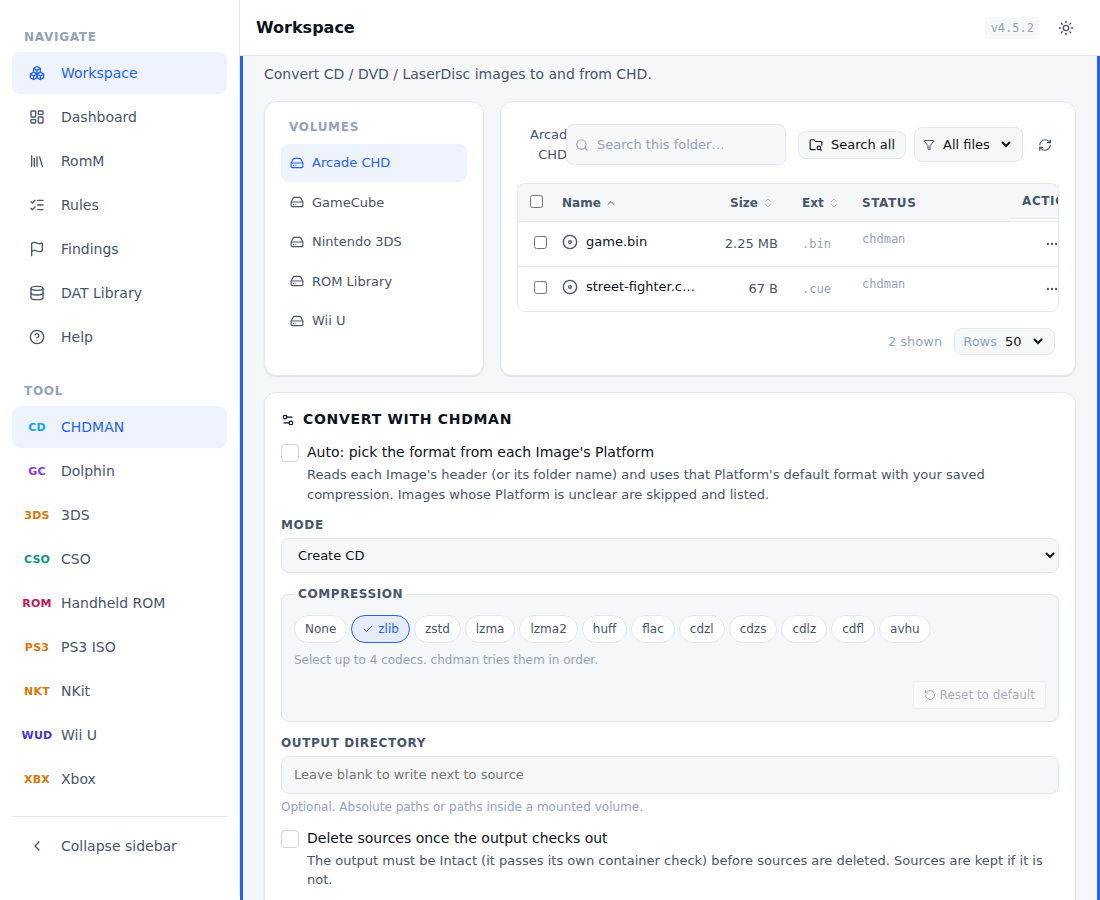 NAVIGATE
Workspace
Dashboard
RomM
Rules
Findings
DAT Library
Help
TOOL
CD CHDMAN
GC Dolphin
3DS 3DS
CSO CSO
ROM Handheld ROM
PS3 PS3 ISO
NKT NKit
WUD Wii U
XBX Xbox
Collapse sidebar
Workspace
v4.5.2
Convert CD / DVD / LaserDisc images to and from CHD.
VOLUMES
Arcade CHD
GameCube
Nintendo 3DS
ROM Library
Wii U
Arcad
CHD
Search this folder...
Search all
All files
Name Size Ext STATUS ACTIO
game.bin 2.25 MB .bin chdman
street-fighter.c... 67 B .cue chdman
2 shown Rows 50
CONVERT WITH CHDMAN
Auto: pick the format from each Image's Platform
Reads each Image's header (or its folder name) and uses that Platform's default format with your saved
compression. Images whose Platform is unclear are skipped and listed.
MODE
Create CD
COMPRESSION
None zlib zstd lzma lzma2 huff flac cdzl cdzs cdlz cdfl avhu
Select up to 4 codecs. chdman tries them in order.
Reset to default
OUTPUT DIRECTORY
Leave blank to write next to source
Optional. Absolute paths or paths inside a mounted volume.
Delete sources once the output checks out
The output must be Intact (it passes its own container check) before sources are deleted. Sources are kept if it is
not.